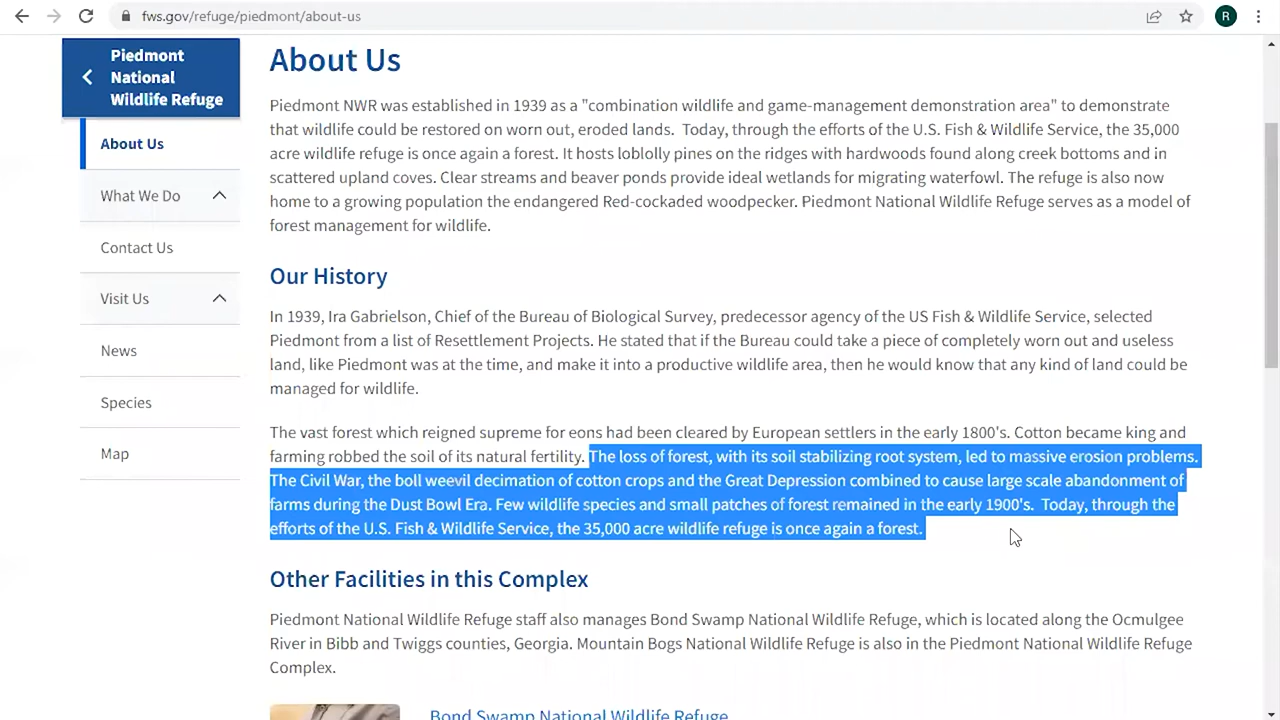 fws.gov/refuge/piedmont/about-us
R
Piedmont
National
Wildlife Refuge
About Us
What We Do
Contact Us
Visit Us
News
Species
Map
About Us
Piedmont NWR was established in 1939 as a "combination wildlife and game-management demonstration area" to demonstrate
that wildlife could be restored on worn out, eroded lands.  Today, through the efforts of the U.S. Fish & Wildlife Service, the 35,000
acre wildlife refuge is once again a forest. It hosts loblolly pines on the ridges with hardwoods found along creek bottoms and in
scattered upland coves. Clear streams and beaver ponds provide ideal wetlands for migrating waterfowl. The refuge is also now
home to a growing population the endangered Red-cockaded woodpecker. Piedmont National Wildlife Refuge serves as a model of
forest management for wildlife.
Our History
In 1939, Ira Gabrielson, Chief of the Bureau of Biological Survey, predecessor agency of the US Fish & Wildlife Service, selected
Piedmont from a list of Resettlement Projects. He stated that if the Bureau could take a piece of completely worn out and useless
land, like Piedmont was at the time, and make it into a productive wildlife area, then he would know that any kind of land could be
managed for wildlife.
The vast forest which reigned supreme for eons had been cleared by European settlers in the early 1800's. Cotton became king and
farming robbed the soil of its natural fertility. The loss of forest, with its soil stabilizing root system, led to massive erosion problems.
The Civil War, the boll weevil decimation of cotton crops and the Great Depression combined to cause large scale abandonment of
farms during the Dust Bowl Era. Few wildlife species and small patches of forest remained in the early 1900's.  Today, through the
efforts of the U.S. Fish & Wildlife Service, the 35,000 acre wildlife refuge is once again a forest.
Other Facilities in this Complex
Piedmont National Wildlife Refuge staff also manages Bond Swamp National Wildlife Refuge, which is located along the Ocmulgee
River in Bibb and Twiggs counties, Georgia. Mountain Bogs National Wildlife Refuge is also in the Piedmont National Wildlife Refuge
Complex.
Bond Swamp National Wildlife Refuge